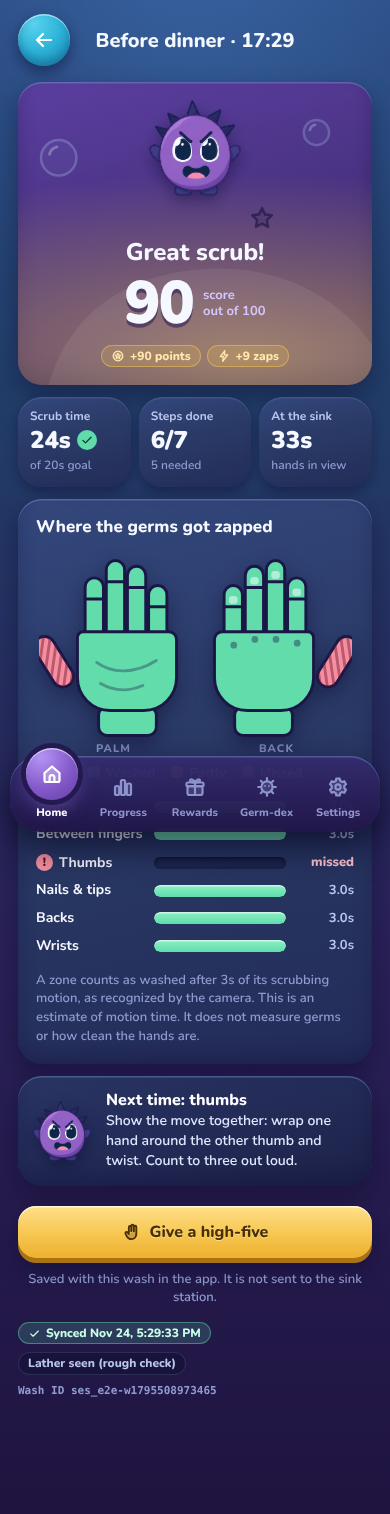 Before dinner · 17:29
Great scrub!
90
score
out of 100
+90 points
+9 zaps
Scrub time
24s
of 20s goal
Steps done
6/7
5 needed
At the sink
33s
hands in view
Where the germs got zapped
PALM
BACK
Home
Progress
Rewards
Germ-dex
Settings
Between fingers
3.0s
! Thumbs
missed
Nails & tips
3.0s
Backs
3.0s
Wrists
3.0s
A zone counts as washed after 3s of its scrubbing
motion, as recognized by the camera. This is an
estimate of motion time. It does not measure germs
or how clean the hands are.
Next time: thumbs
Show the move together: wrap one
hand around the other thumb and
twist. Count to three out loud.
Give a high-five
Saved with this wash in the app. It is not sent to the sink
station.
Synced Nov 24, 5:29:33 PM
Lather seen (rough check)
Wash ID ses_e2e-w1795508973465